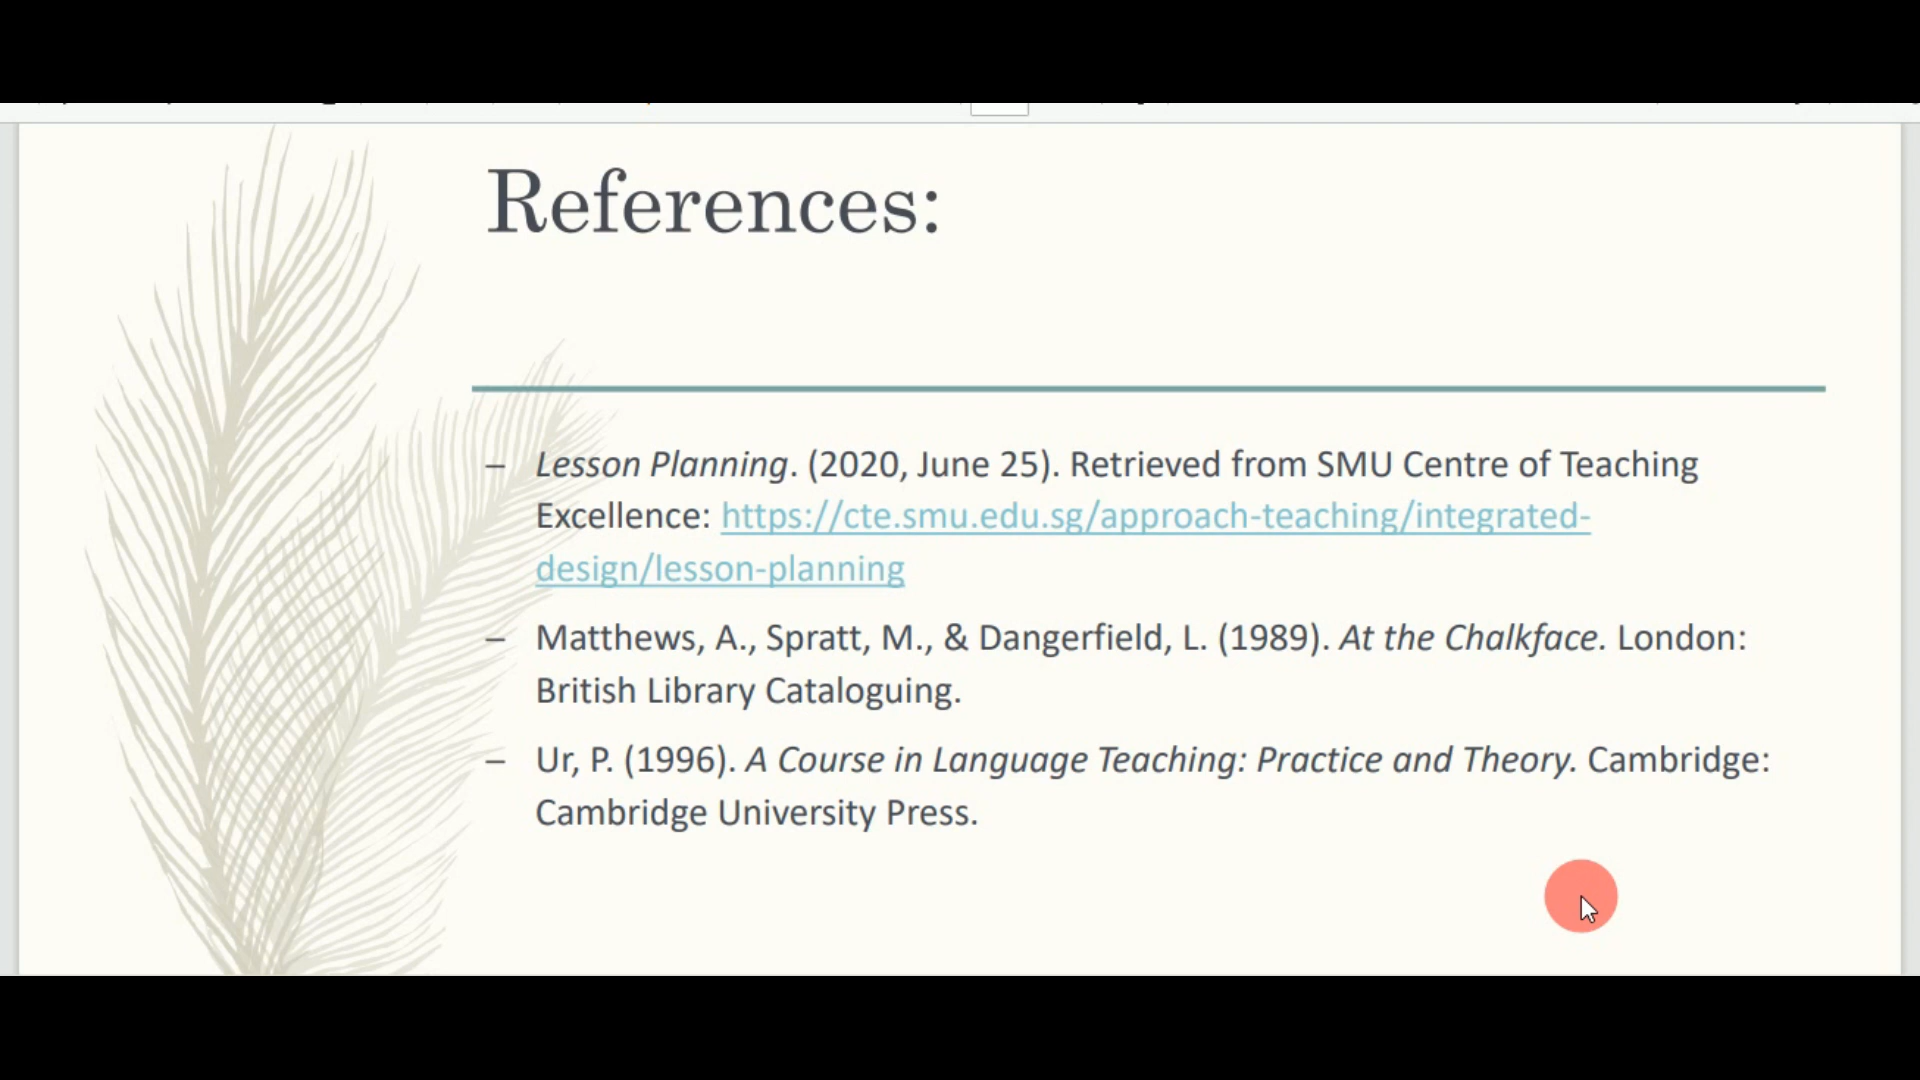 References:
– Lesson Planning. (2020, June 25). Retrieved from SMU Centre of Teaching
Excellence: https://cte.smu.edu.sg/approach-teaching/integrated-
design/lesson-planning
– Matthews, A., Spratt, M., & Dangerfield, L. (1989). At the Chalkface. London:
British Library Cataloguing.
– Ur, P. (1996). A Course in Language Teaching: Practice and Theory. Cambridge:
Cambridge University Press.